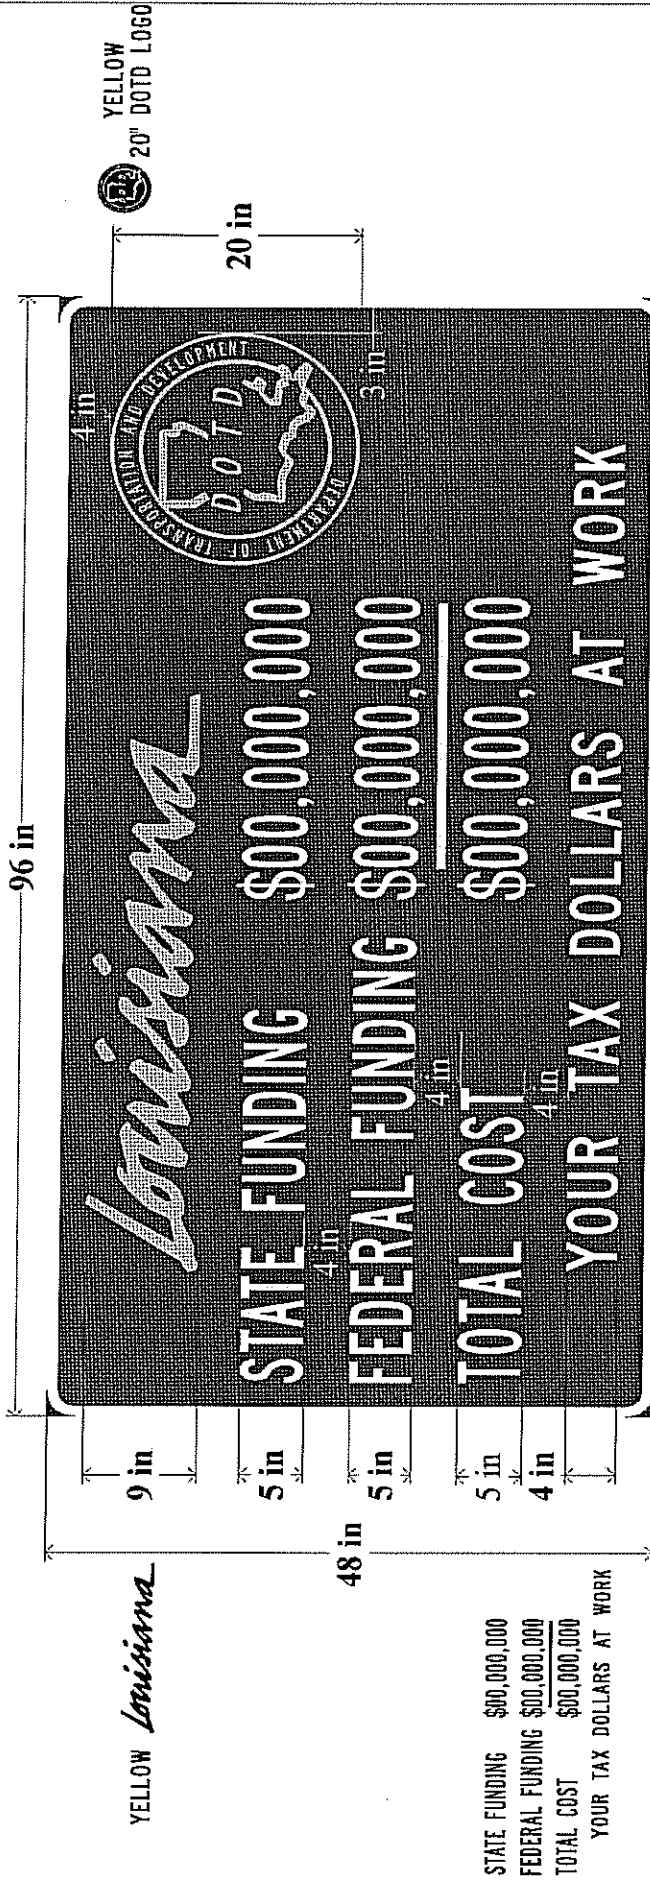 YELLOW Louisiana
STATE FUNDING $00,000,000
FEDERAL FUNDING $00,000,000
TOTAL COST $00,000,000
YOUR TAX DOLLARS AT WORK
96 in
48 in
9 in
5 in
5 in
5 in
4 in
Louisiana
STATE FUNDING $00,000,000
4 in
FEDERAL FUNDING $00,000,000
4 in
TOTAL COST $00,000,000
4 in
YOUR TAX DOLLARS AT WORK
4 in
DEPARTMENT OF TRANSPORTATION AND DEVELOPMENT
DOTD
3 in
20 in
YELLOW
20" DOTD LOGO